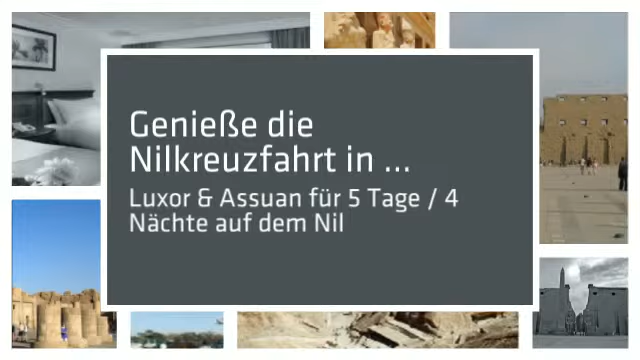 Genieße die
Nilkreuzfahrt in ...
Luxor & Assuan für 5 Tage / 4
Nächte auf dem Nil